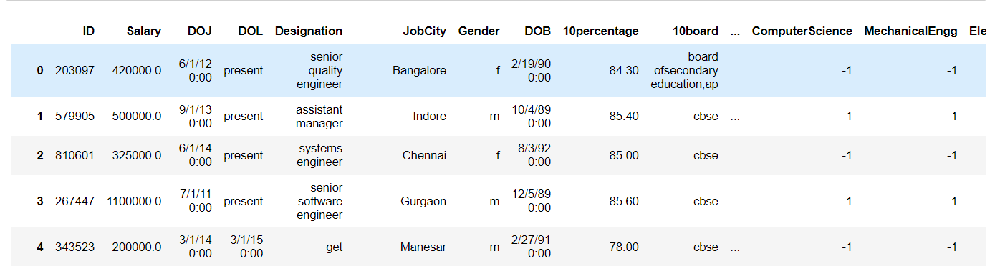 ID Salary DOJ DOL Designation JobCity Gender DOB 10percentage 10board ... ComputerScience MechanicalEngg Ele
0 203097 420000.0 6/1/12 0:00 present senior quality engineer Bangalore f 2/19/90 0:00 84.30 board ofsecondary education,ap ... -1 -1
1 579905 500000.0 9/1/13 0:00 present assistant manager Indore m 10/4/89 0:00 85.40 cbse ... -1 -1
2 810601 325000.0 6/1/14 0:00 present systems engineer Chennai f 8/3/92 0:00 85.00 cbse ... -1 -1
3 267447 1100000.0 7/1/11 0:00 present senior software engineer Gurgaon m 12/5/89 0:00 85.60 cbse ... -1 -1
4 343523 200000.0 3/1/14 0:00 3/1/15 0:00 get Manesar m 2/27/91 0:00 78.00 cbse ... -1 -1